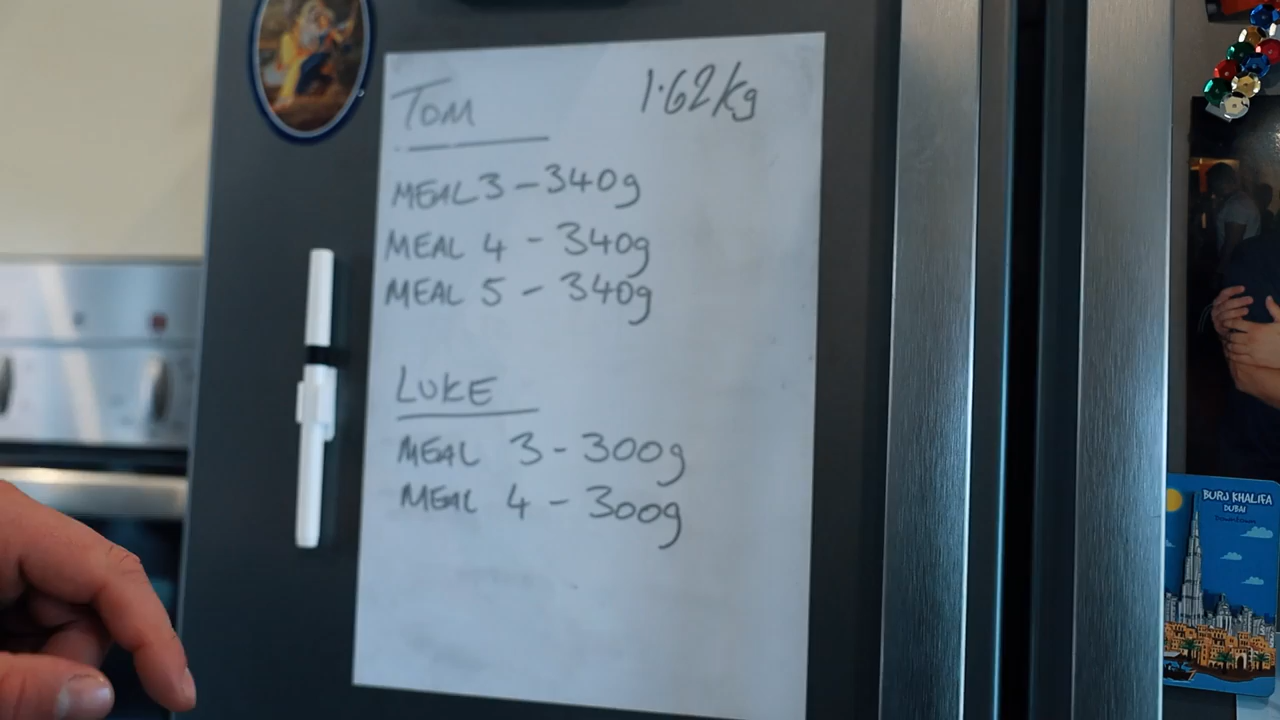 TOM 1.62kg
MEAL 3 - 340g
MEAL 4 - 340g
MEAL 5 - 340g
LUKE
MEAL 3 - 300g
MEAL 4 - 300g
BURJ KHALIFA
DUBAI
Downtown